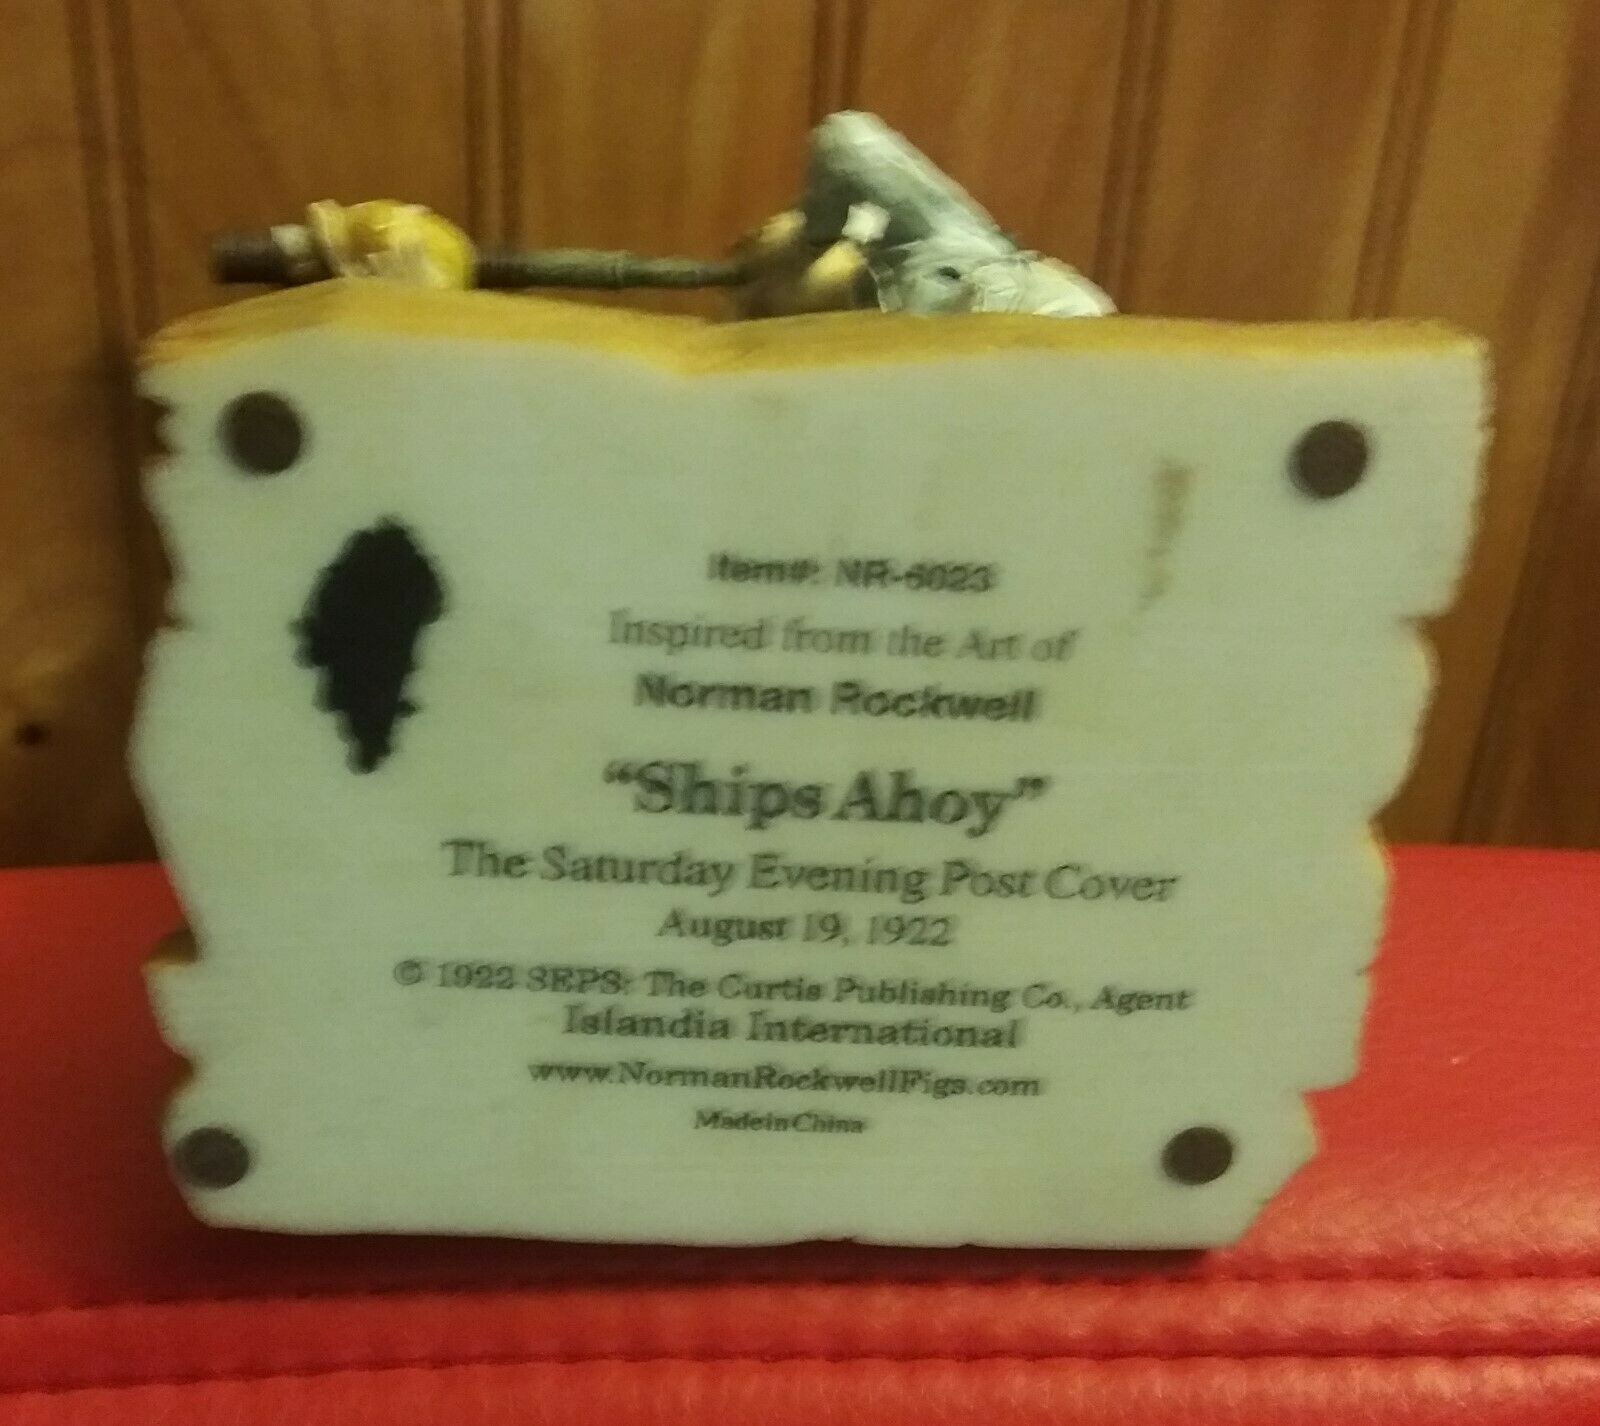 Item#: NR-6023
Inspired from the Art of
Norman Rockwell
“Ships Ahoy”
The Saturday Evening Post Cover
August 19, 1922
© 1922 SEPS: The Curtis Publishing Co., Agent
Islandia International
www.NormanRockwellFigs.com
Made in China